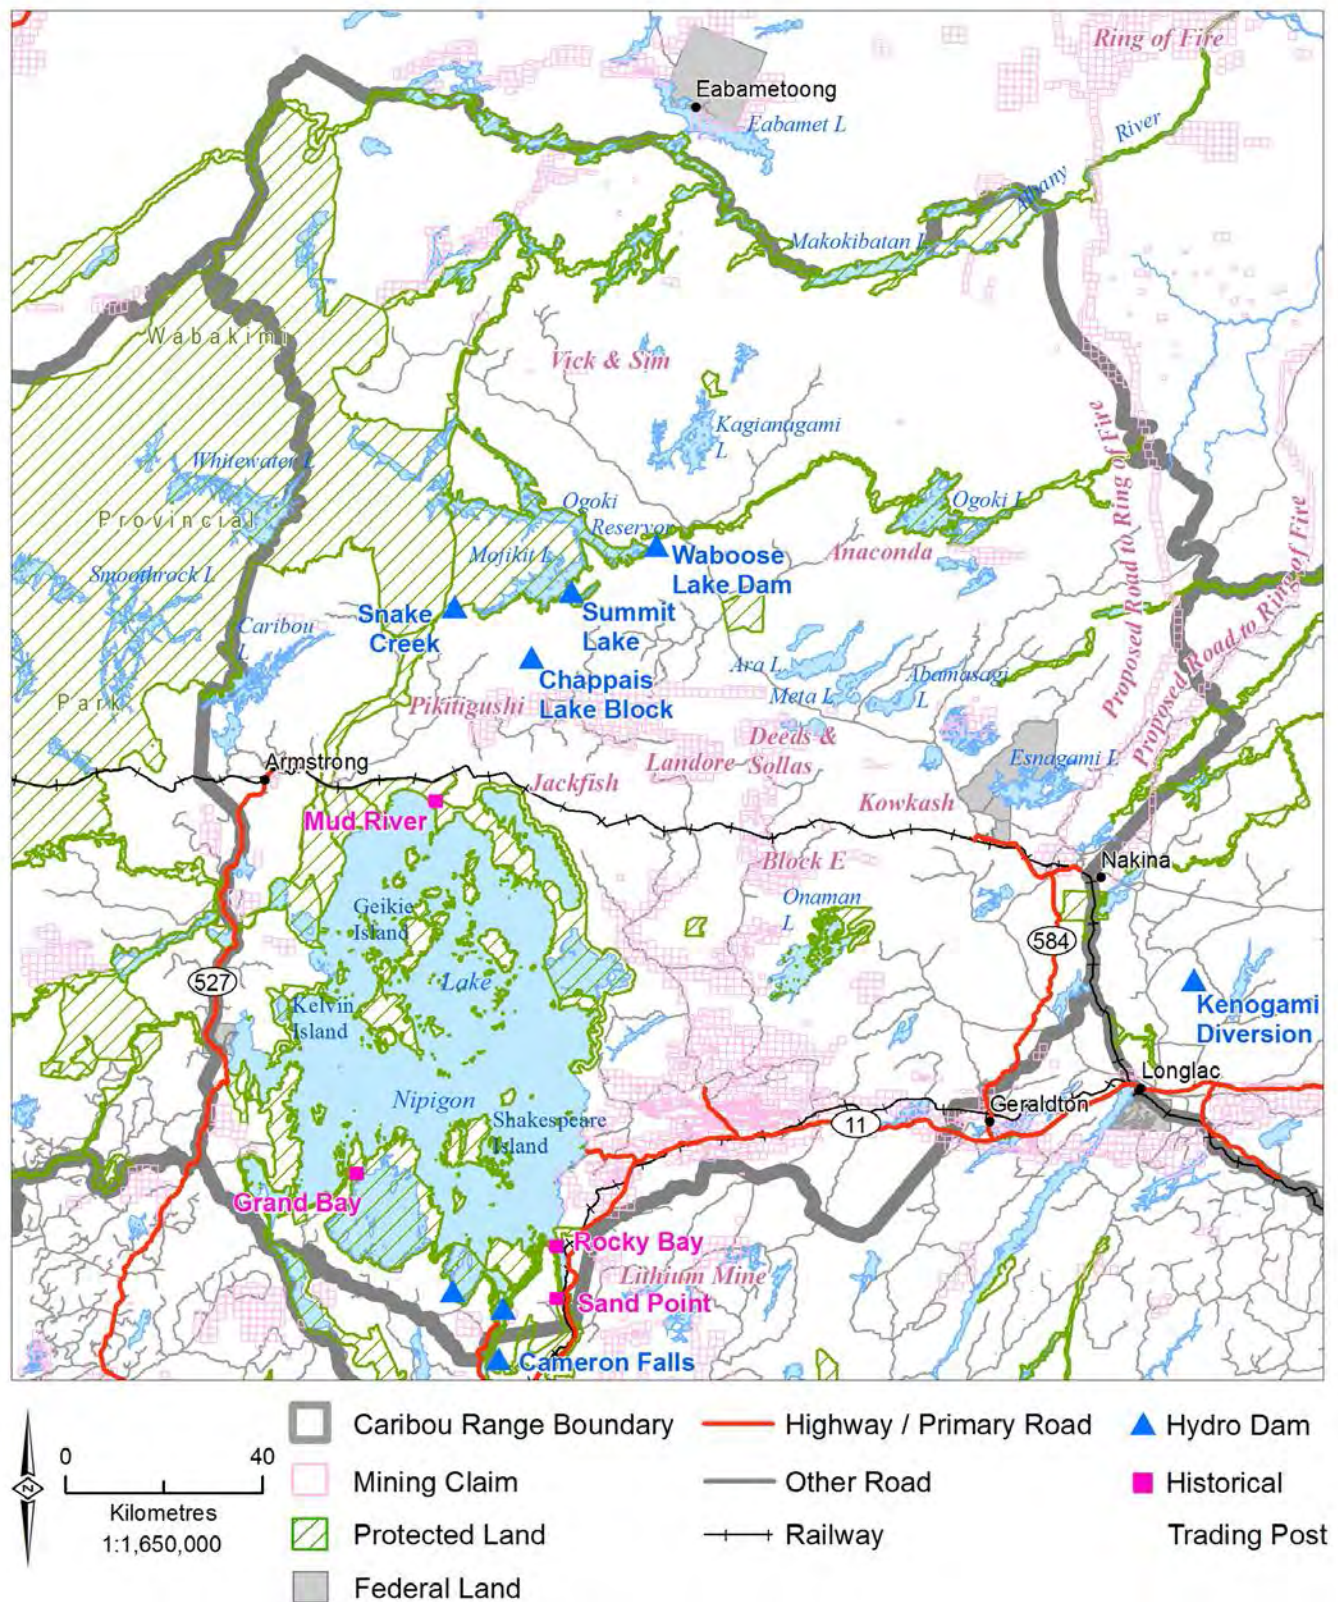 Ring of Fire
Eabametoong
Eabamet L
River
Albany
Makokibatan L
Wabakimi
Vick & Sim
Kagianagami
L
Proposed Road to Ring of Fire
Whitewater L
Ogoki
Reservor
Ogoki L
Provincial
Mojikit L
Anaconda
Waboose
Lake Dam
Proposed Road to Ring of Fire
Smoothrock L
Snake
Creek
Summit
Lake
Caribou
L
Chappais
Lake Block
Ara L
Meta L
Abamasagi
L
Park
Pikitigushi
Deeds &
Sollas
Landore
Esnagami L
Armstrong
Jackfish
Kowkash
Mud River
Block E
Nakina
Geikie
Island
Onaman
L
584
527
Lake
Kelvin
Island
Kenogami
Diversion
Longlac
Nipigon
Shakespeare
Island
11
Geraldton
Grand Bay
Rocky Bay
Lithium Mine
Sand Point
Cameron Falls
N
0 40
Kilometres
1:1,650,000
Caribou Range Boundary
Mining Claim
Protected Land
Federal Land
Highway / Primary Road
Other Road
Railway
Hydro Dam
Historical
Trading Post